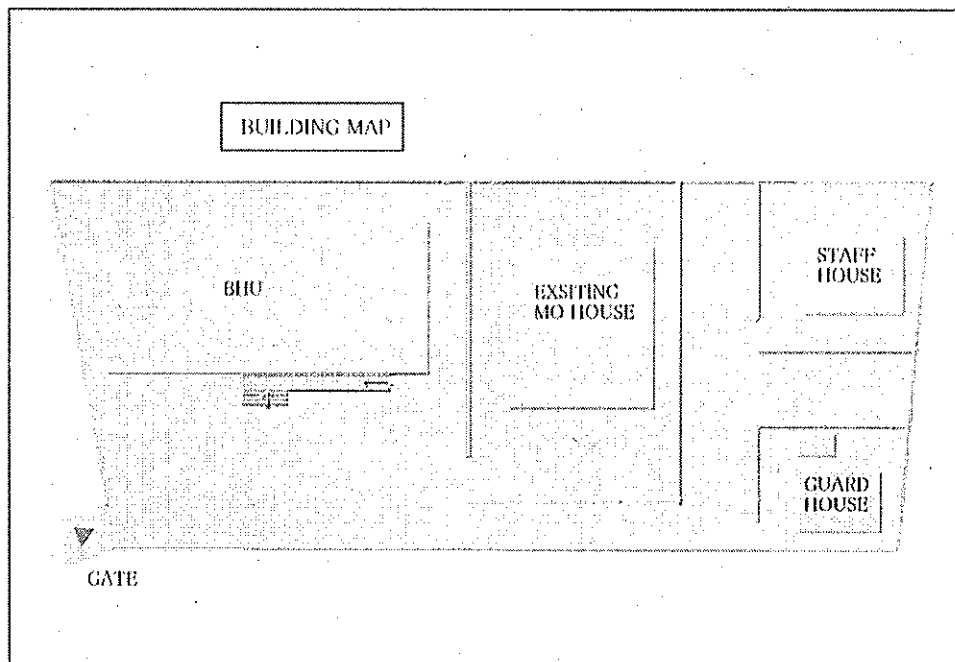 BUILDING MAP
BHU
EXSITING
MO HOUSE
STAFF
HOUSE
GUARD
HOUSE
GATE